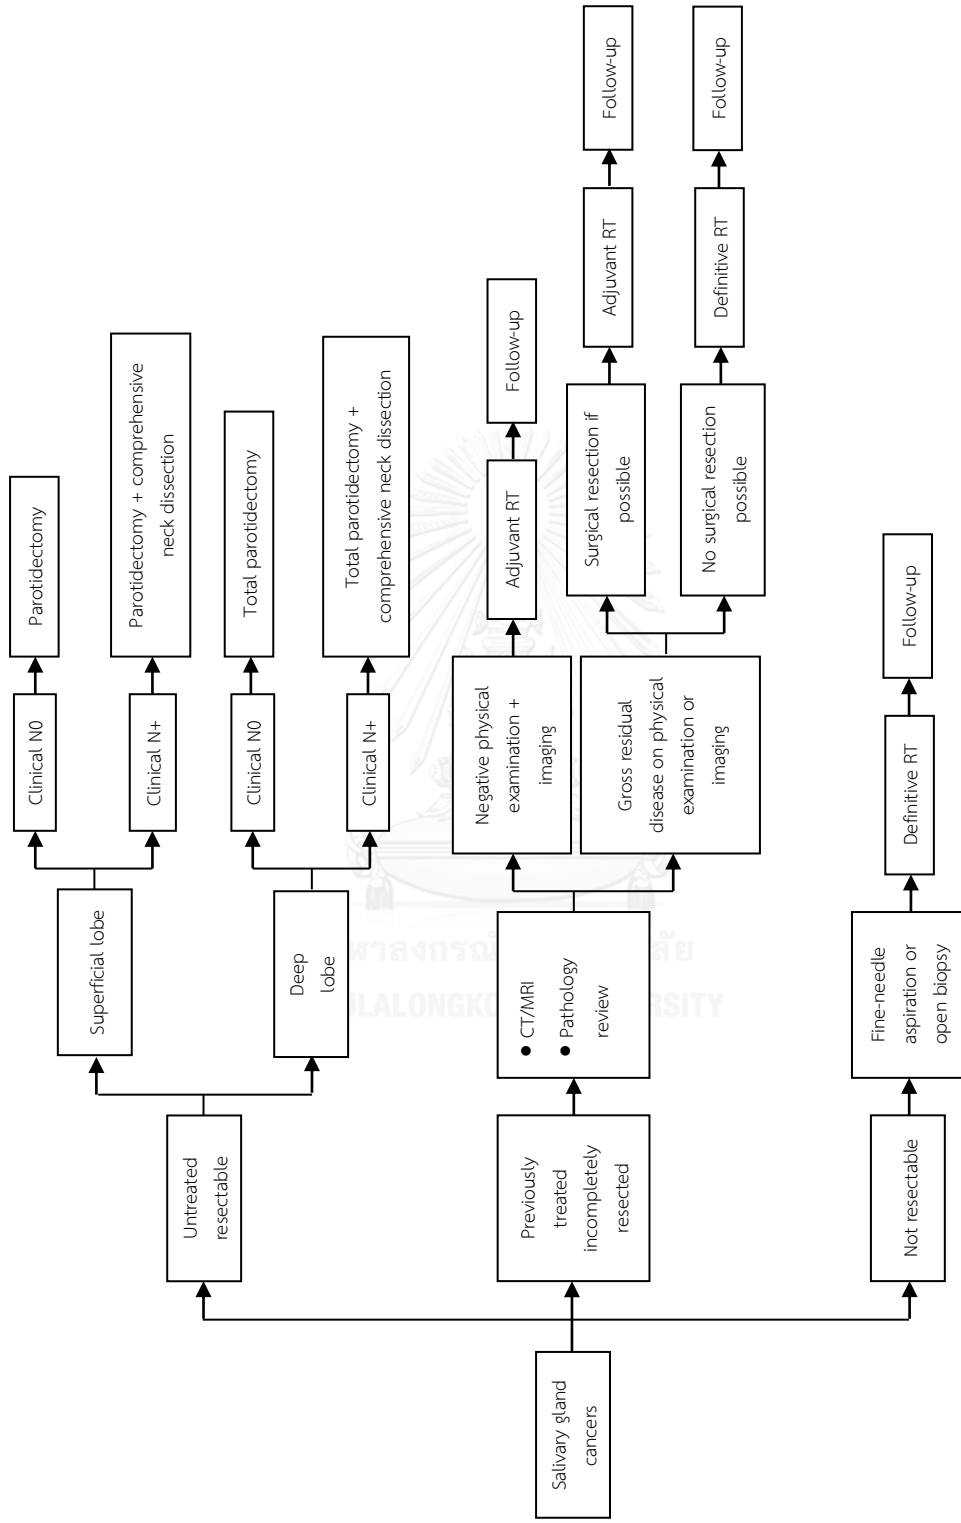 Salivary gland
cancers
Untreated
resectable
Superficial lobe
Clinical N0
Parotidectomy
Clinical N+
Parotidectomy + comprehensive
neck dissection
Deep
lobe
Clinical N0
Total parotidectomy
Clinical N+
Total parotidectomy +
comprehensive neck dissection
Previously
treated
incompletely
resected
● CT/MRI
● Pathology
review
Negative physical
examination +
imaging
Adjuvant RT
Follow-up
Gross residual
disease on physical
examination or
imaging
Surgical resection if
possible
Adjuvant RT
Follow-up
No surgical resection
possible
Definitive RT
Follow-up
Not resectable
Fine-needle
aspiration or
open biopsy
Definitive RT
Follow-up